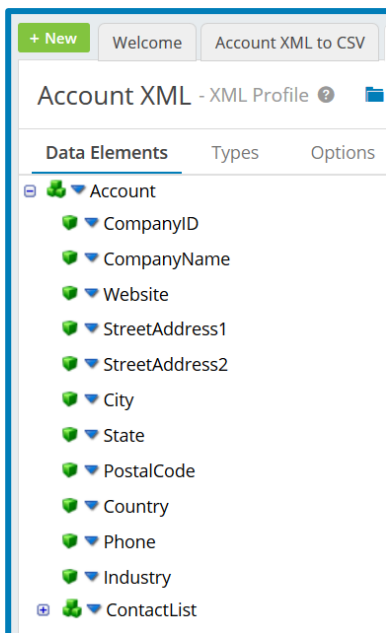 + New Welcome Account XML to CSV
Account XML - XML Profile ?
Data Elements Types Options
Account
CompanyID
CompanyName
Website
StreetAddress1
StreetAddress2
City
State
PostalCode
Country
Phone
Industry
ContactList